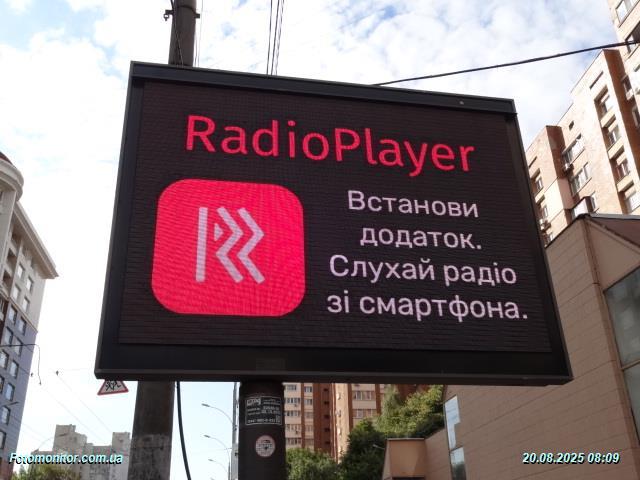 RadioPlayer
Встанови
додаток.
Слухай радіо
зі смартфона.
Fotomonitor.com.ua
20.08.2025 08:09